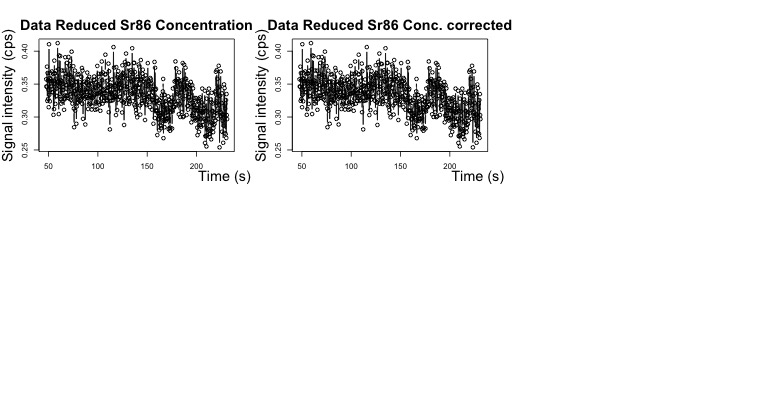 Data Reduced Sr86 Concentration
Signal intensity (cps)
0.40
0.35
0.30
0.25
50 100 150 200
Time (s)
Data Reduced Sr86 Conc. corrected
Signal intensity (cps)
0.40
0.35
0.30
0.25
50 100 150 200
Time (s)